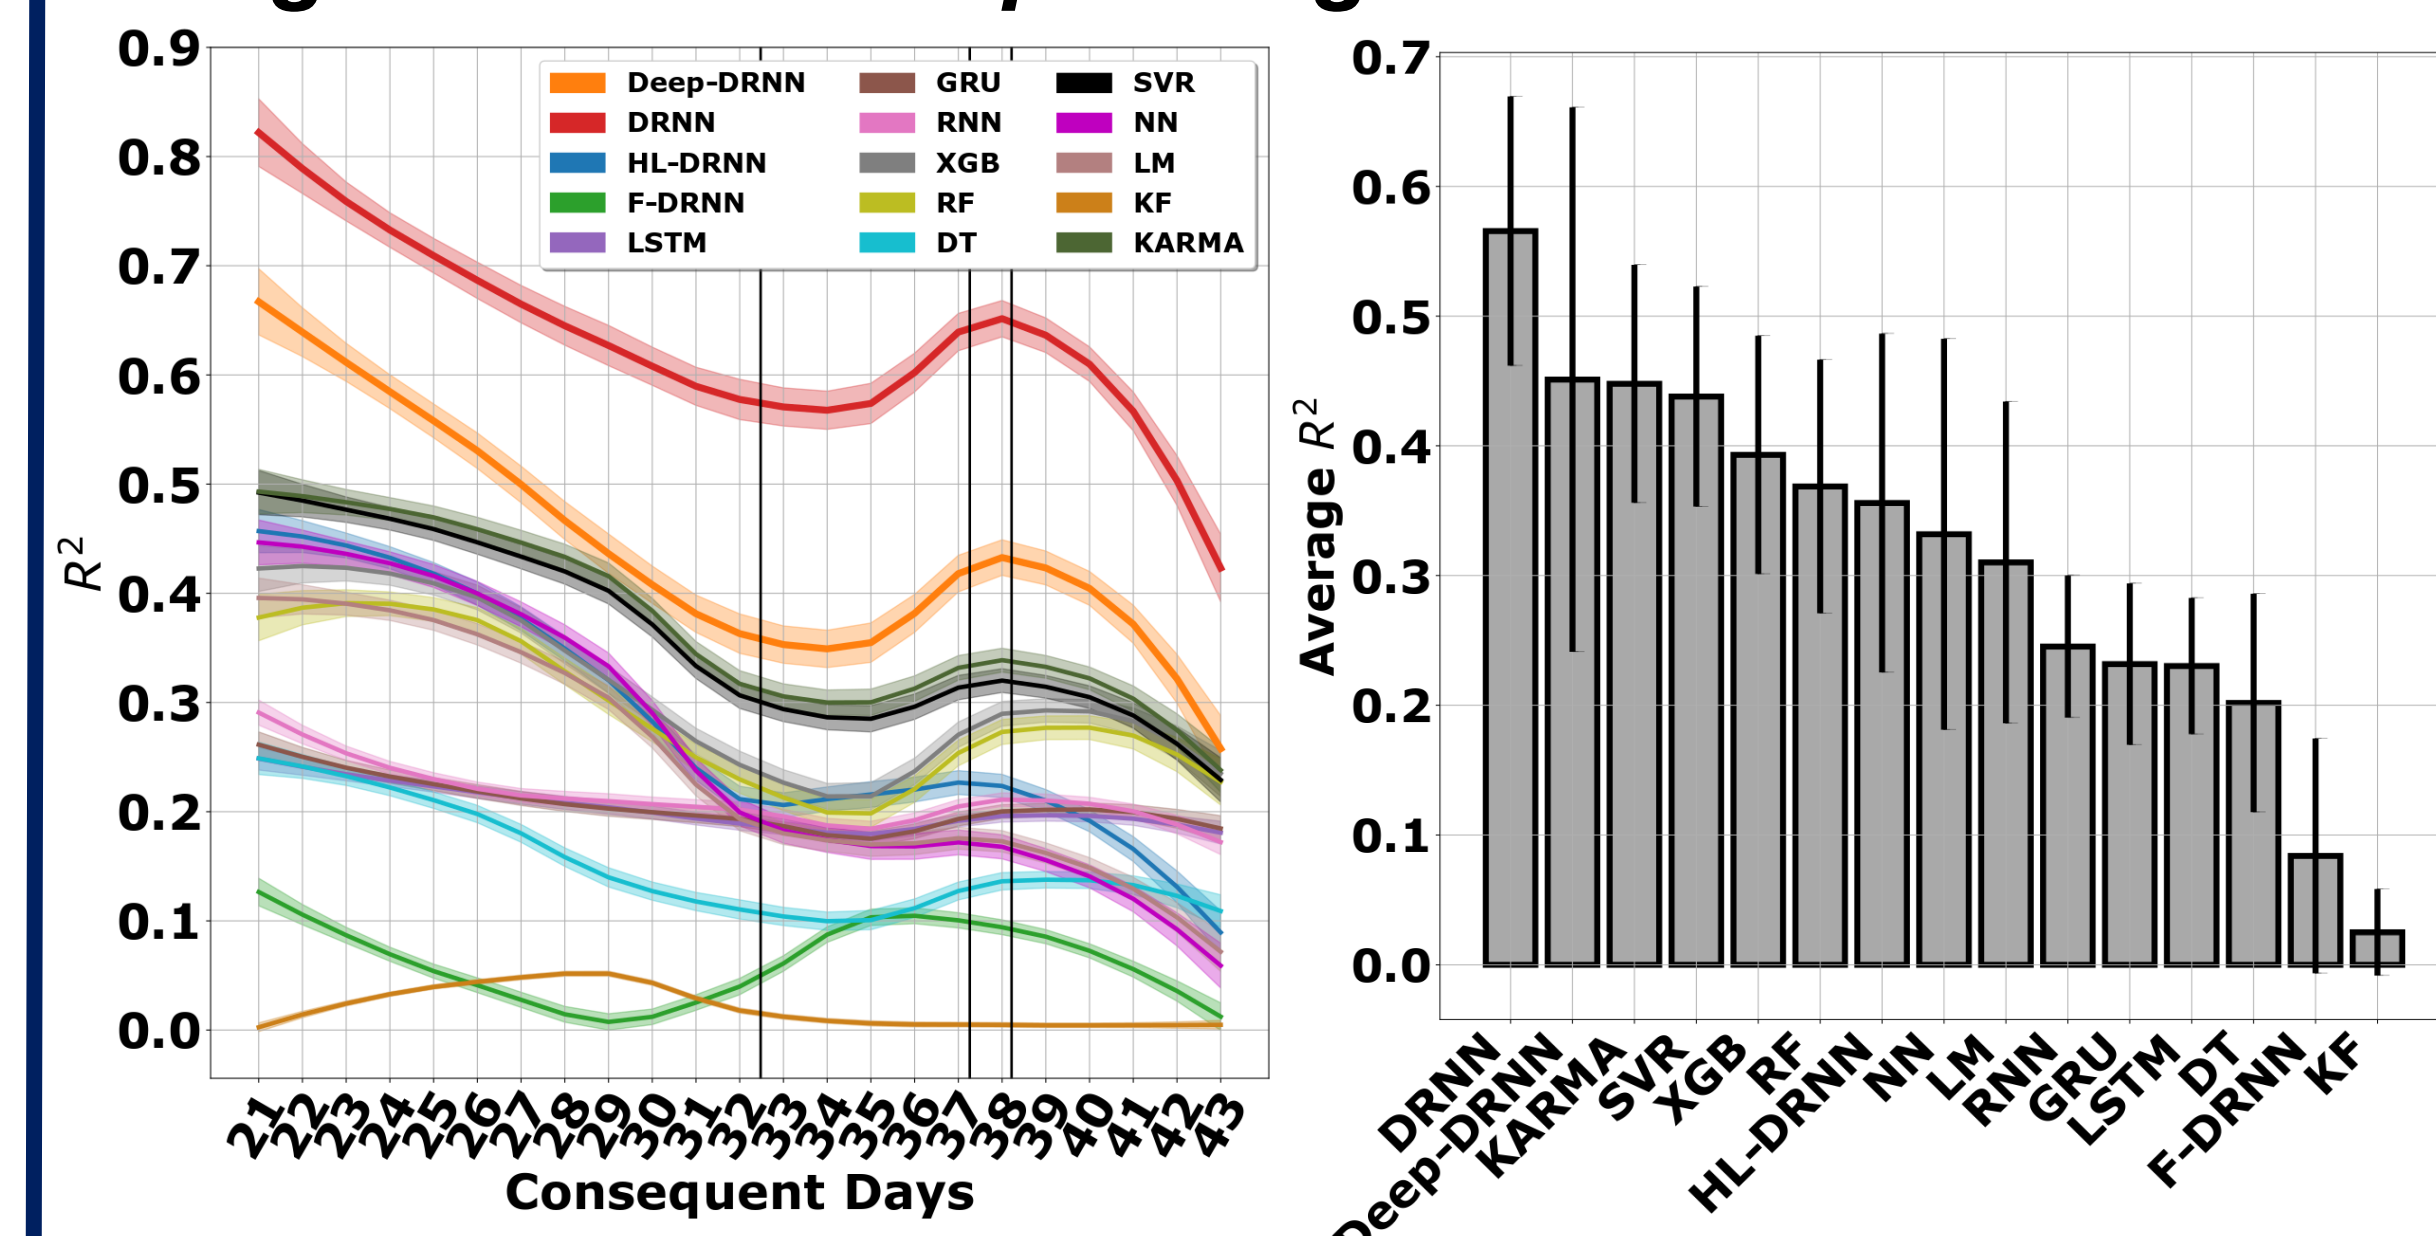 0.9
0.8
0.7
0.6
0.5
0.4
0.3
0.2
0.1
0.0
R²
Deep-DRNN
DRNN
HL-DRNN
F-DRNN
LSTM
GRU
RNN
XGB
RF
DT
SVR
NN
LM
KF
KARMA
21 22 23 24 25 26 27 28 29 30 31 32 33 34 35 36 37 38 39 40 41 42 43
Consequent Days
0.7
0.6
0.5
0.4
0.3
0.2
0.1
0.0
Average R²
DRNN Deep-DRNN KARMA SVR XGB RF HL-DRNN NN LM RNN GRU LSTM DT F-DRNN KF